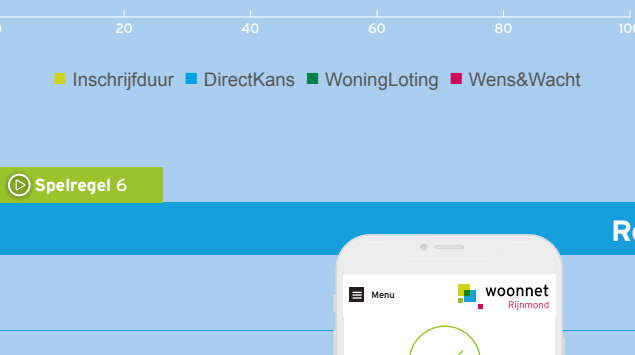 20 40 60 80 100
Inschrijfduur DirectKans WoningLoting Wens&Wacht
Spelregel 6
Menu
woonnet
Rijnmond